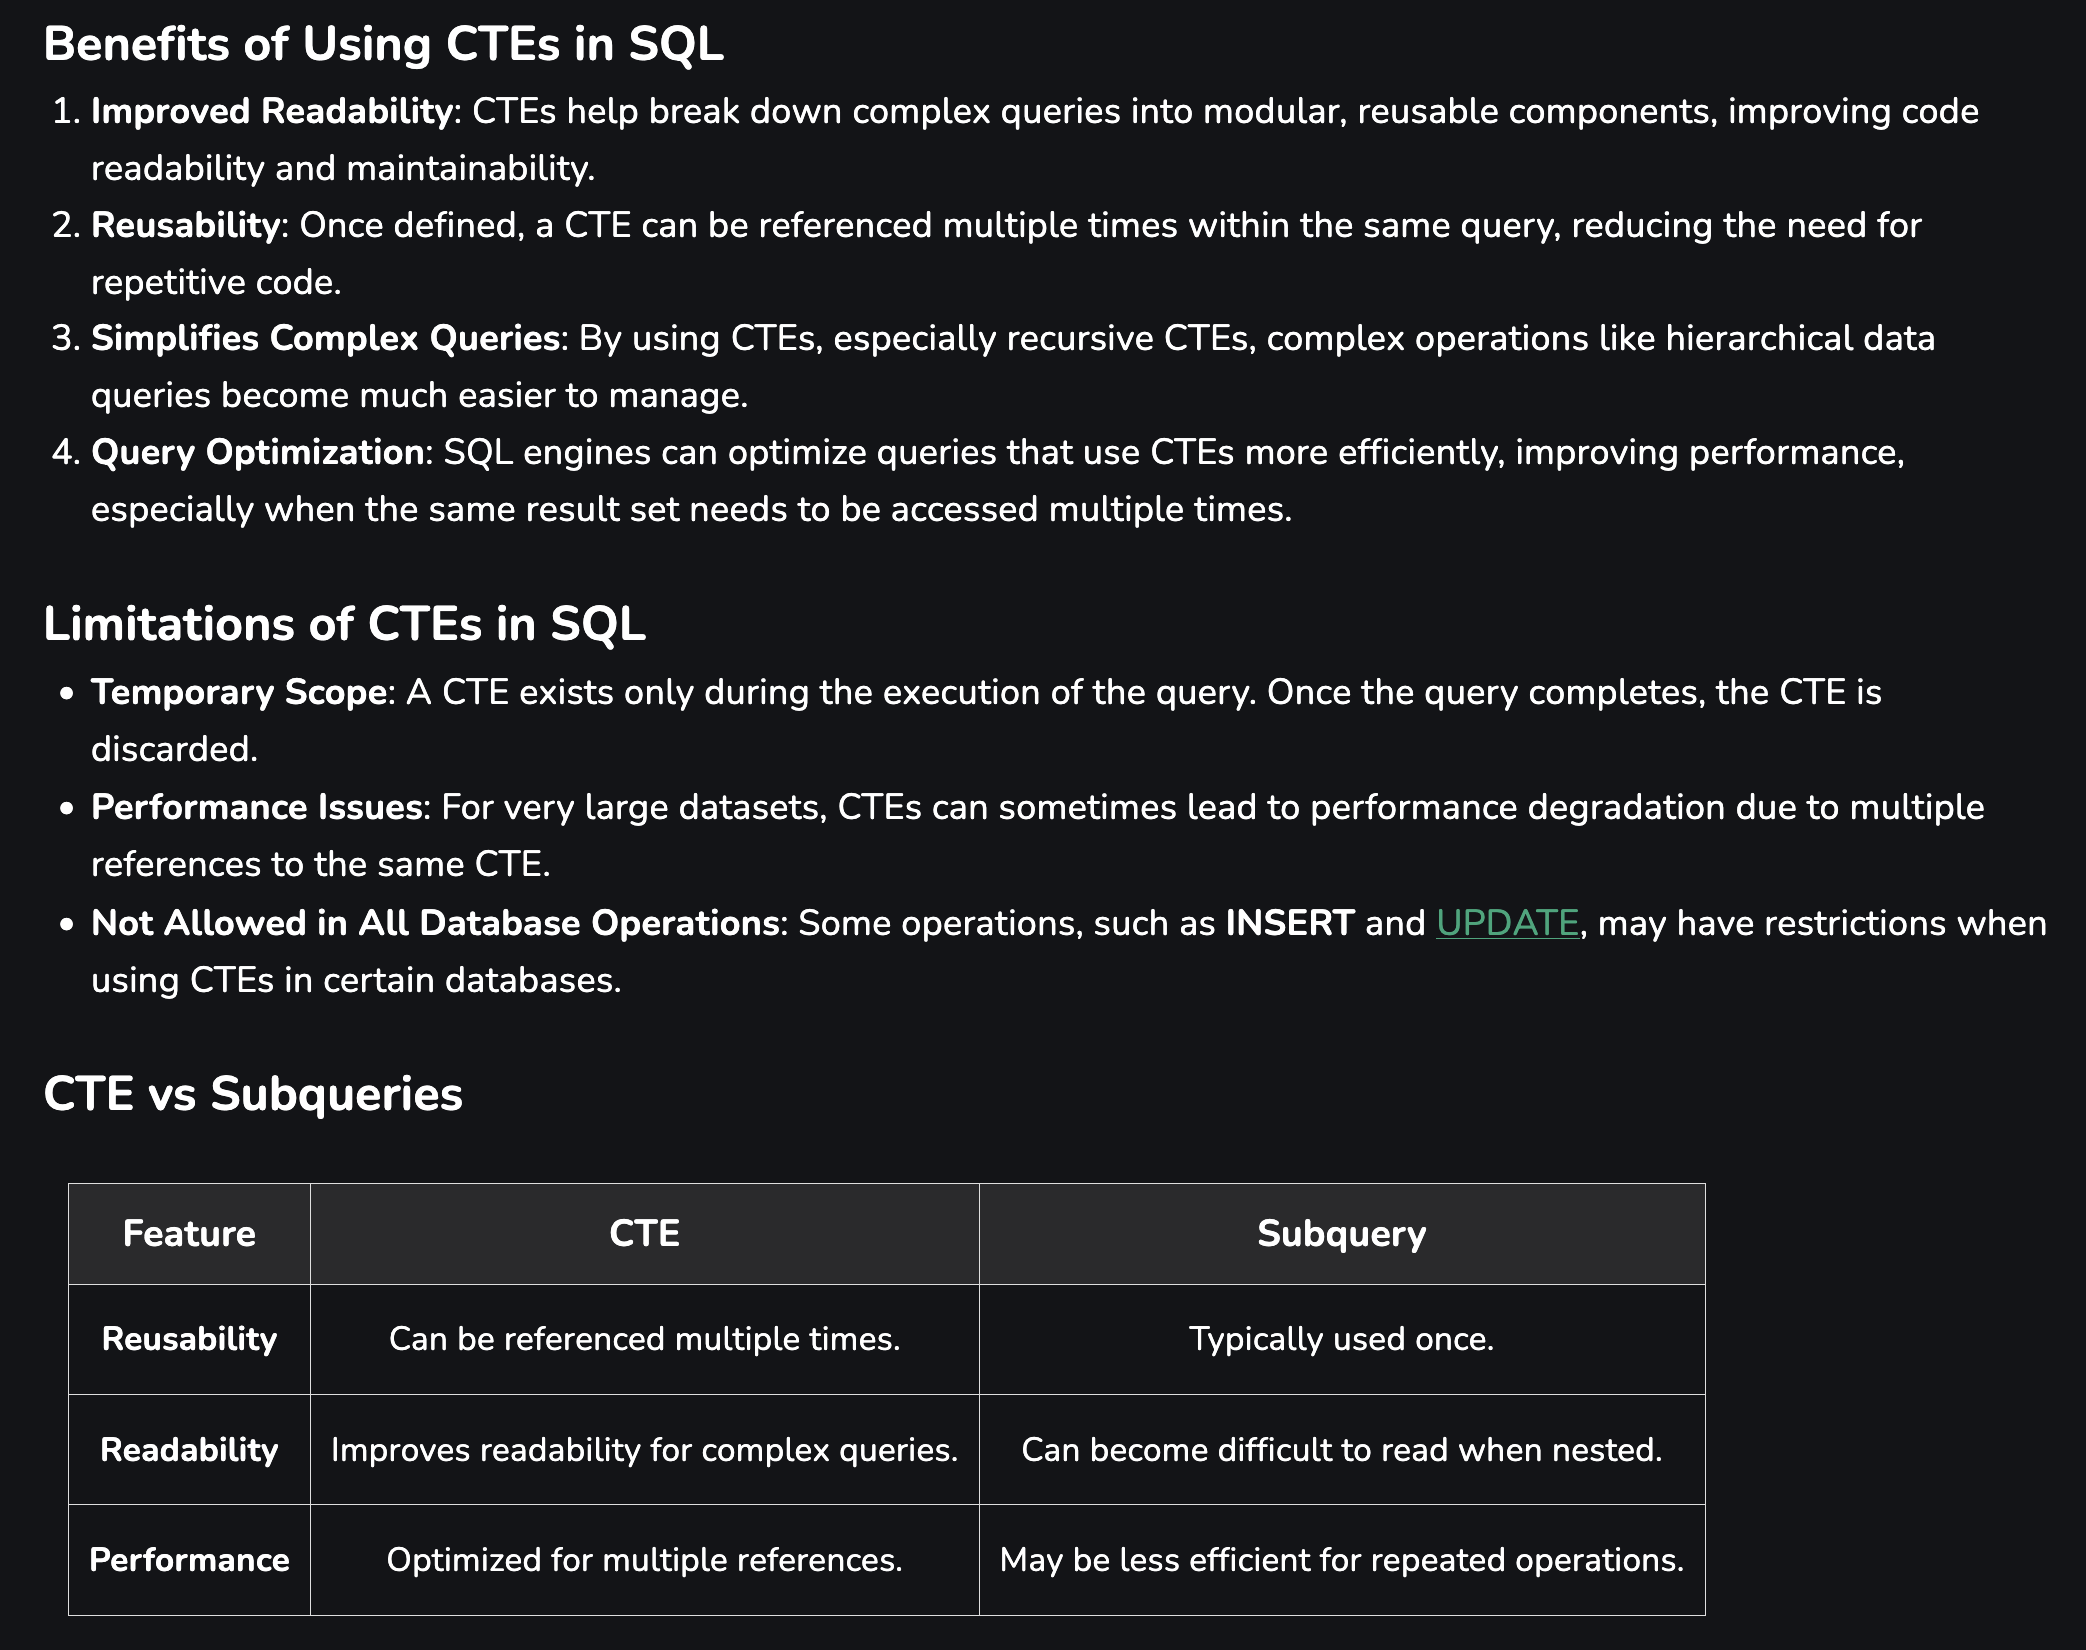 Benefits of Using CTEs in SQL
1. Improved Readability: CTEs help break down complex queries into modular, reusable components, improving code
readability and maintainability.
2. Reusability: Once defined, a CTE can be referenced multiple times within the same query, reducing the need for
repetitive code.
3. Simplifies Complex Queries: By using CTEs, especially recursive CTEs, complex operations like hierarchical data
queries become much easier to manage.
4. Query Optimization: SQL engines can optimize queries that use CTEs more efficiently, improving performance,
especially when the same result set needs to be accessed multiple times.
Limitations of CTEs in SQL
• Temporary Scope: A CTE exists only during the execution of the query. Once the query completes, the CTE is
discarded.
• Performance Issues: For very large datasets, CTEs can sometimes lead to performance degradation due to multiple
references to the same CTE.
• Not Allowed in All Database Operations: Some operations, such as INSERT and UPDATE, may have restrictions when
using CTEs in certain databases.
CTE vs Subqueries
Feature CTE Subquery
Reusability Can be referenced multiple times. Typically used once.
Readability Improves readability for complex queries. Can become difficult to read when nested.
Performance Optimized for multiple references. May be less efficient for repeated operations.